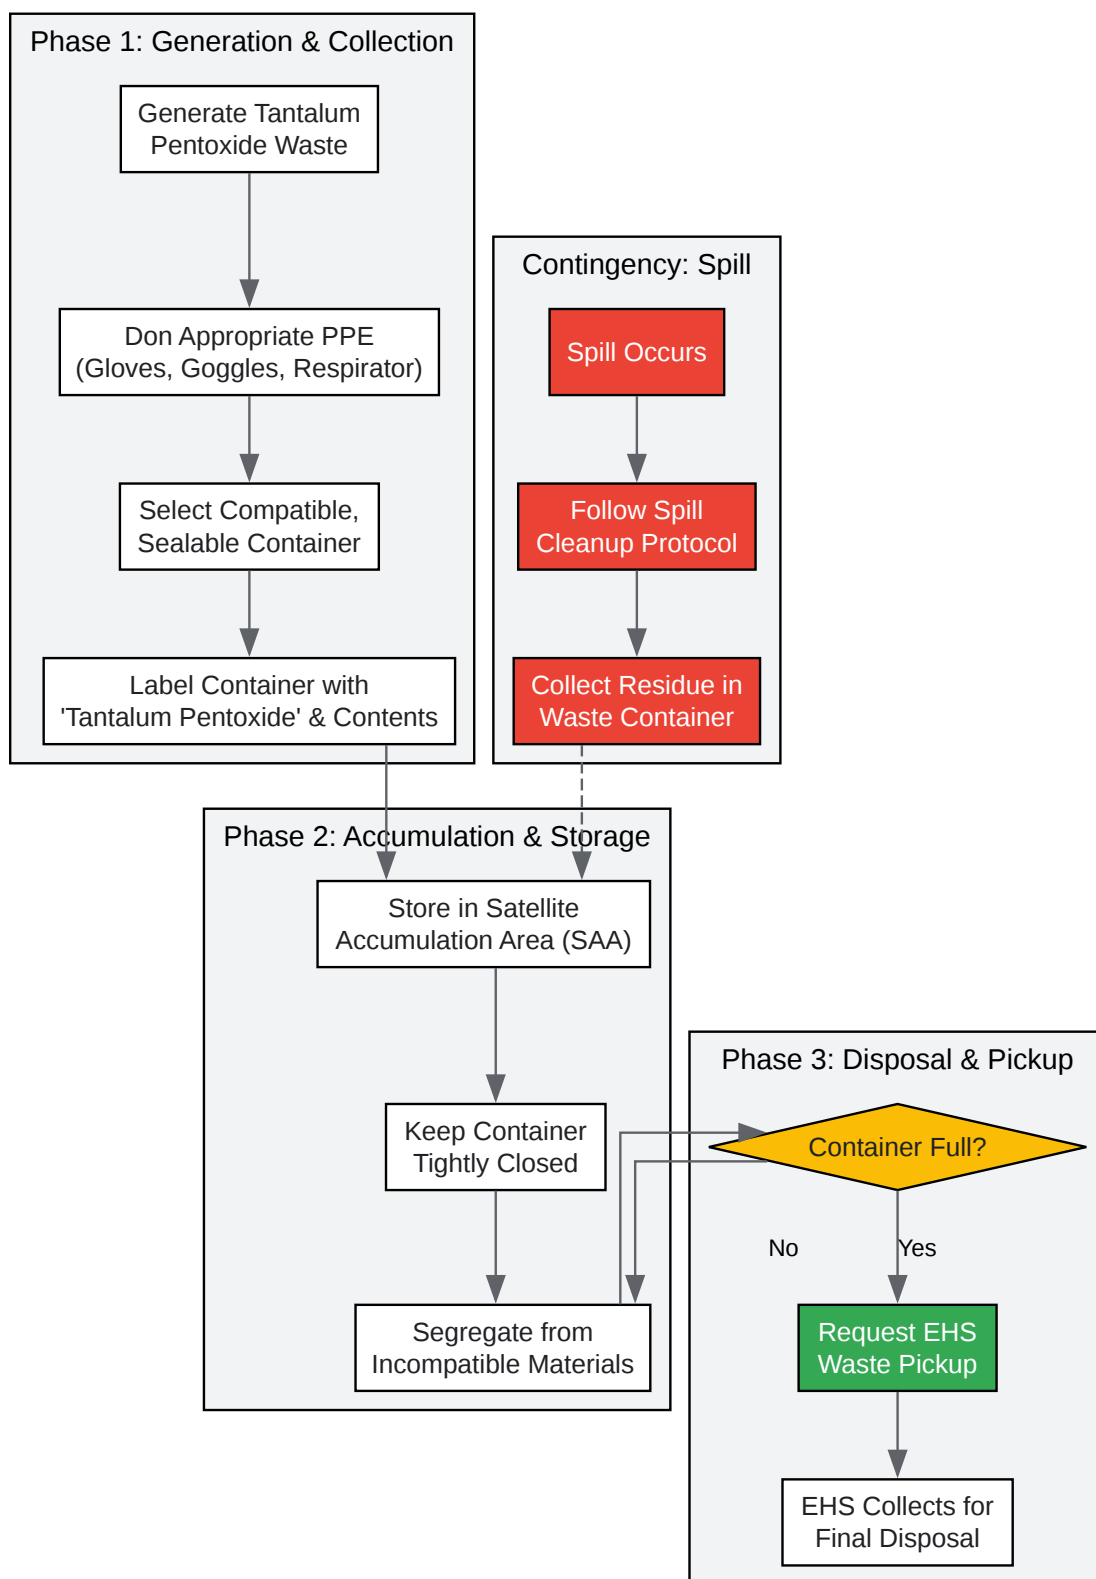 Phase 1: Generation & Collection
Generate Tantalum
Pentoxide Waste
Don Appropriate PPE
(Gloves, Goggles, Respirator)
Select Compatible,
Sealable Container
Label Container with
'Tantalum Pentoxide' & Contents
Contingency: Spill
Spill Occurs
Follow Spill
Cleanup Protocol
Collect Residue in
Waste Container
Phase 2: Accumulation & Storage
Store in Satellite
Accumulation Area (SAA)
Keep Container
Tightly Closed
Segregate from
Incompatible Materials
Phase 3: Disposal & Pickup
Container Full?
No
Yes
Request EHS
Waste Pickup
EHS Collects for
Final Disposal